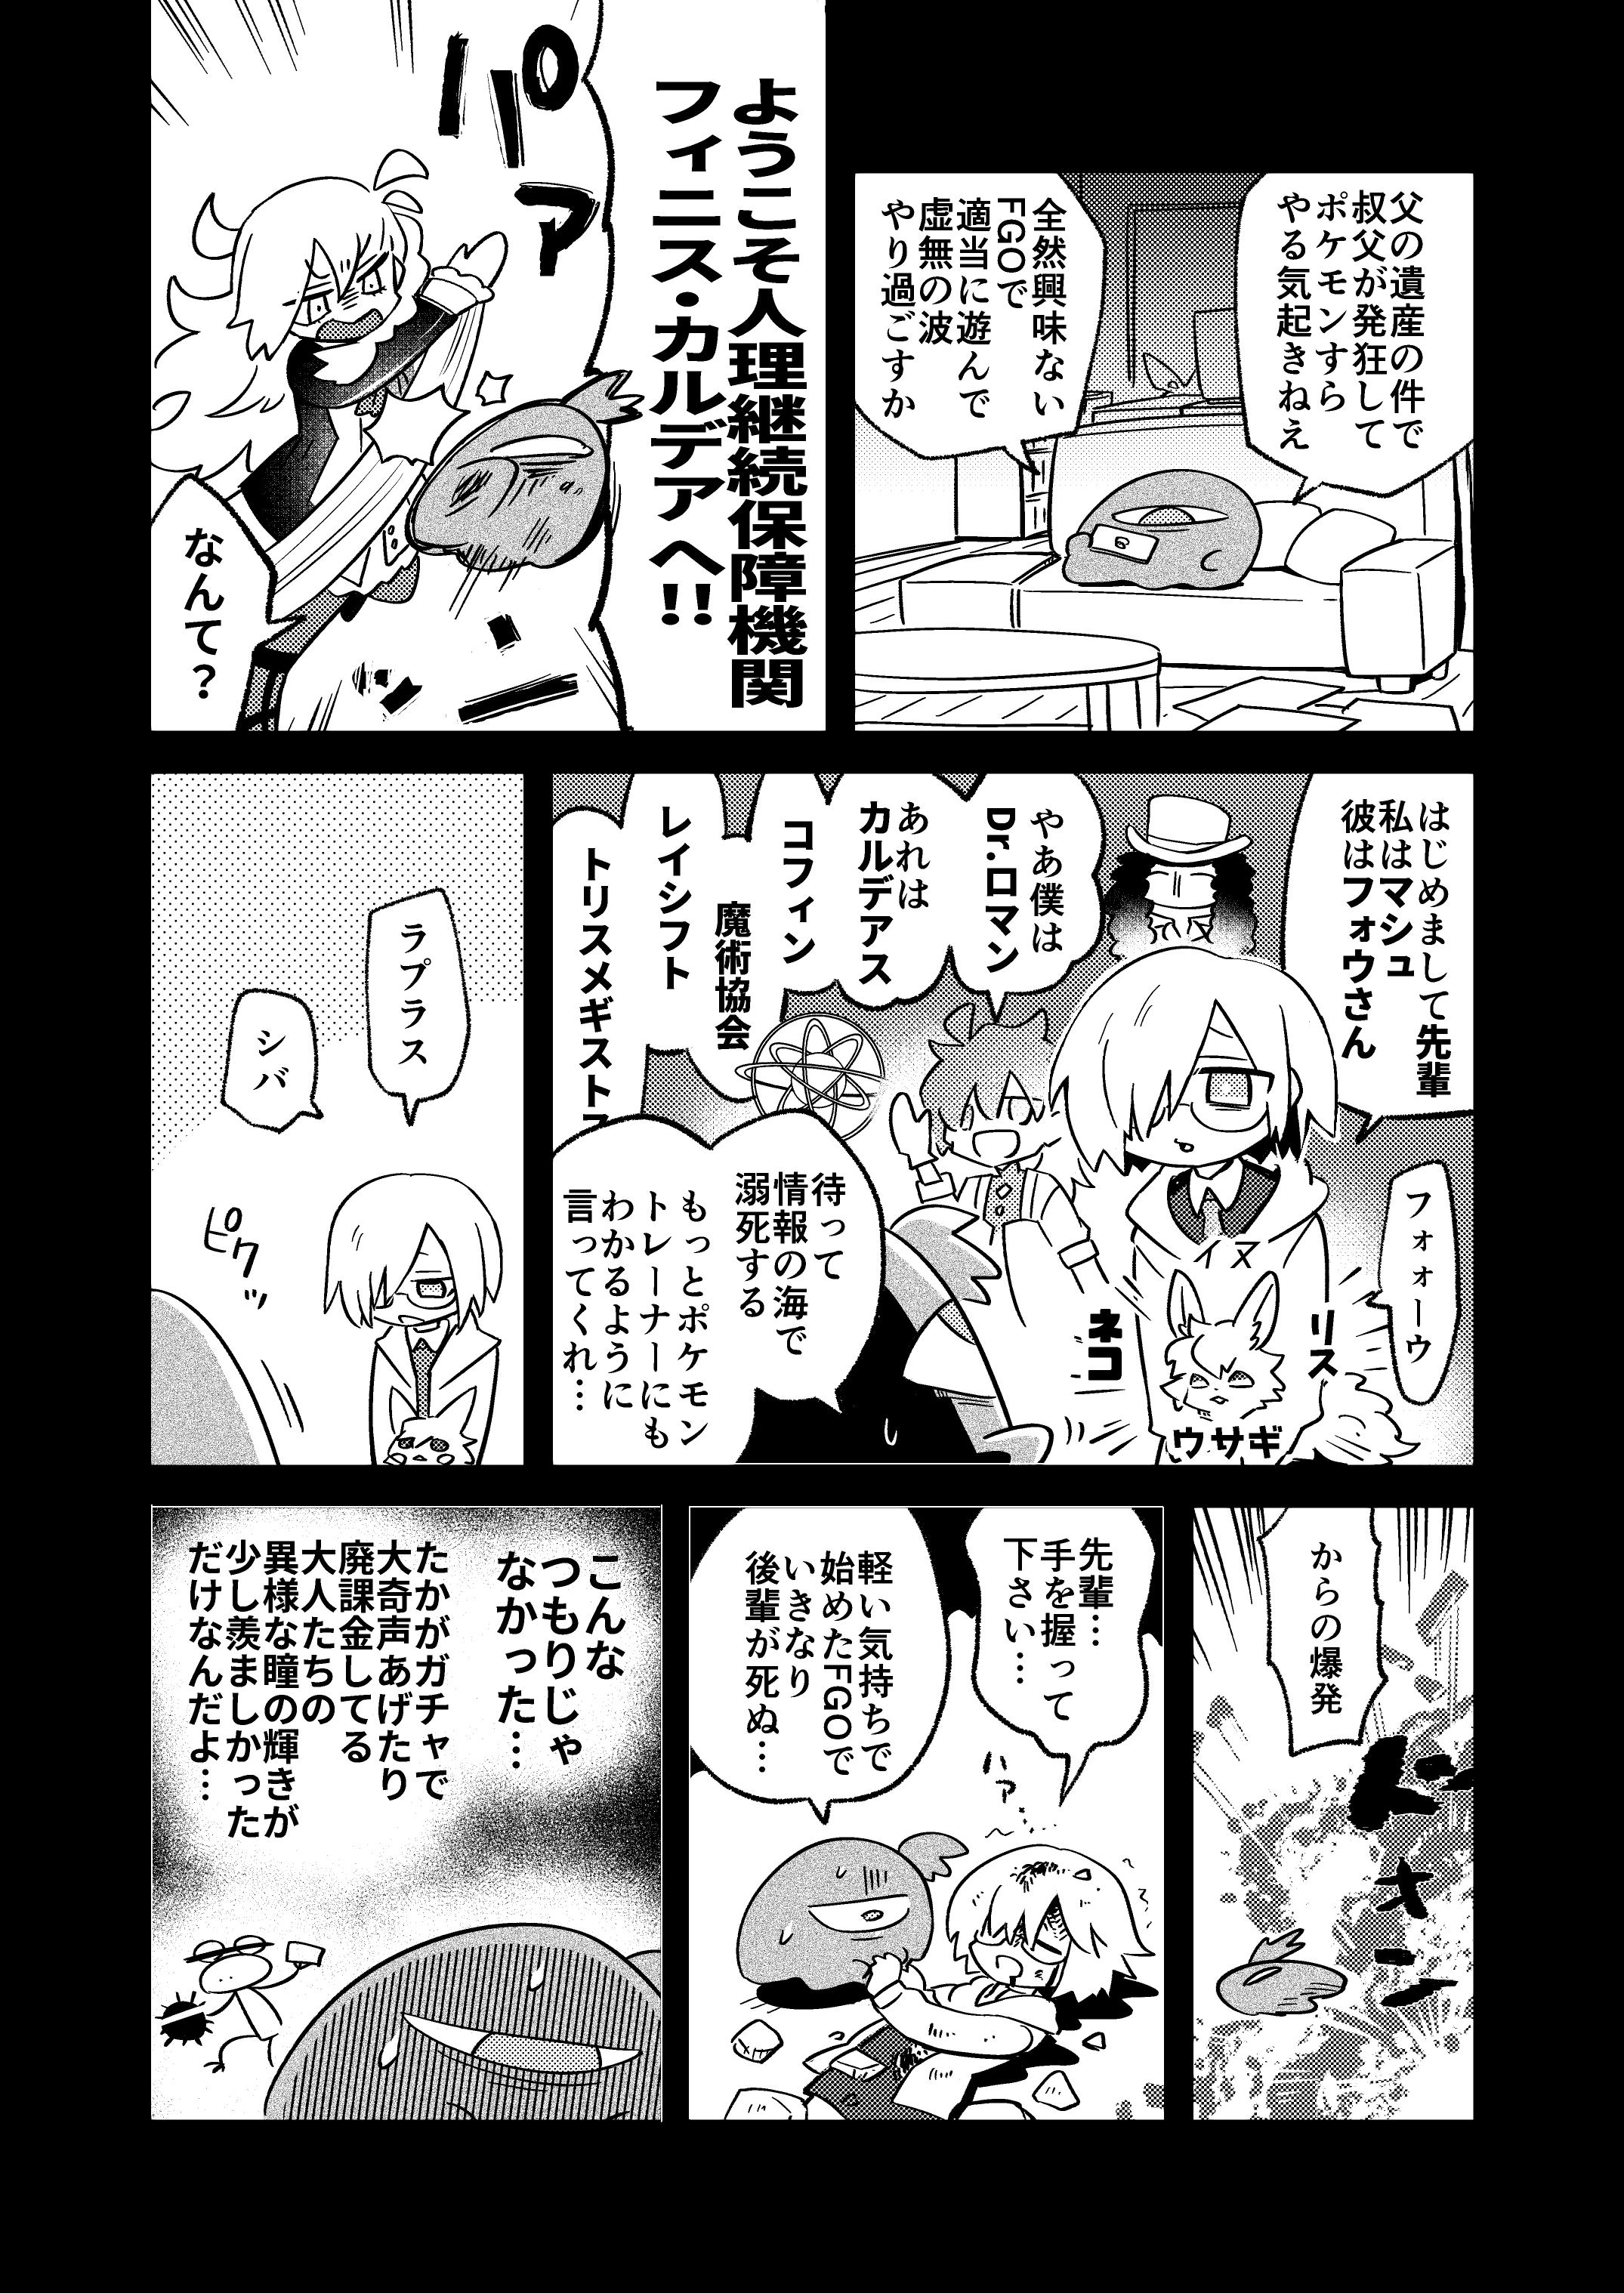 父の遺産の件で
叔父が発狂して
ポケモンすら
やる気起きねえ
全然興味ない
FGOで
適当に遊んで
虚無の波
やり過ごすか
ようこそ人理継続保障機関
フィニス・カルデアへ!!
パァン
なんて？
はじめまして先輩
私はマシュ
彼はフォウさん
フォォーウ
イヌ
リス
ネコ
ウサギ
やあ僕は
Dr.ロマン
あれは
カルデアス
コフィン
魔術協会
レイシフト
トリスメギストス
待って
情報の海で
溺死する
もっとポケモン
トレーナーにも
わかるように
言ってくれ…
ラプラス
シバ
ピクッ
からの爆発
ドオン
先輩…
手を握って
下さい…
ハァ
軽い気持ちで
始めたFGOで
いきなり
後輩が死ぬ…
こんな
つもりじゃ
なかった…
たかがガチャで
大奇声あげたり
廃課金してる
大人たちの
異様な瞳の輝きが
少し羨ましかった
だけなんだよ…